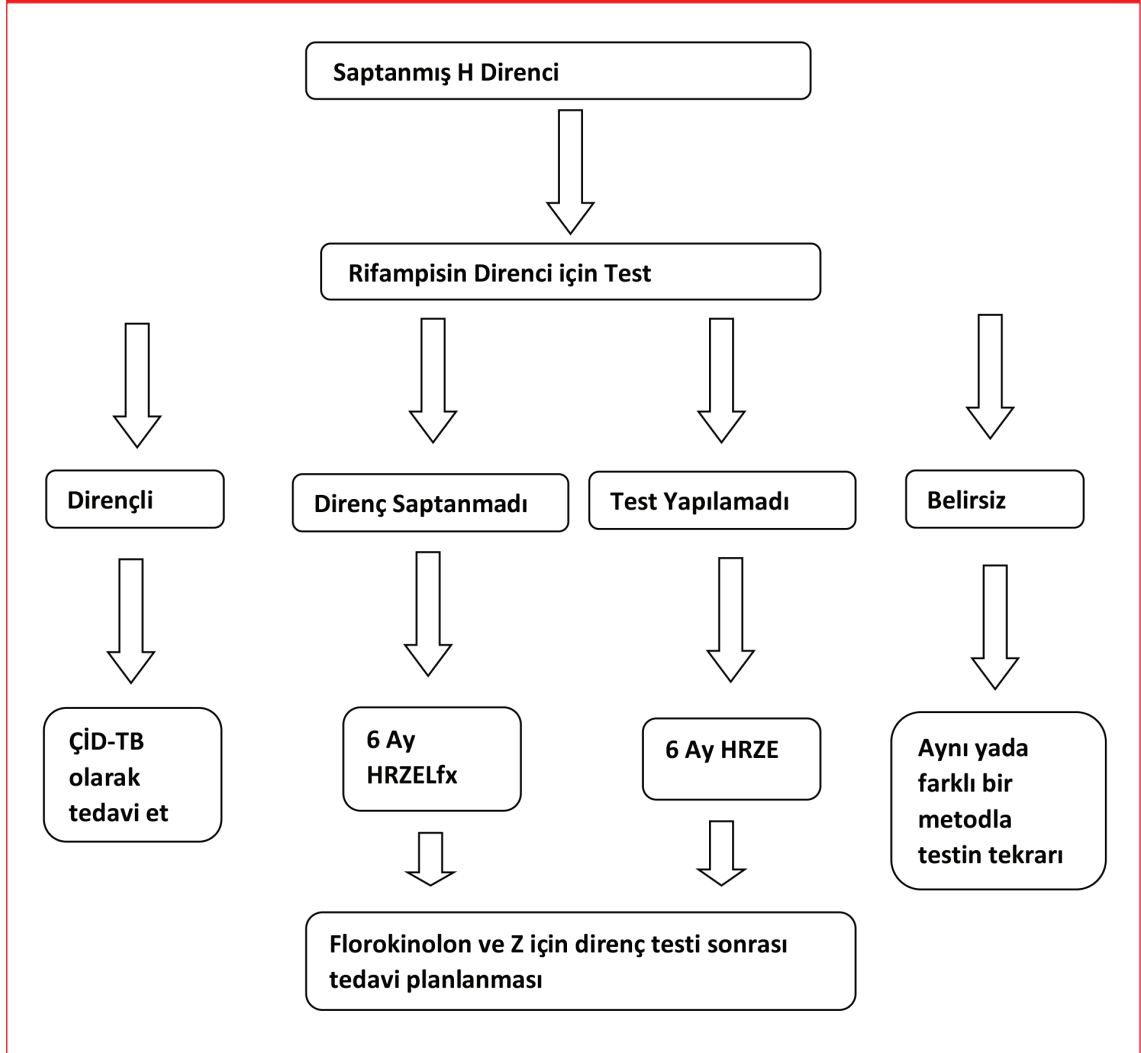 Saptanmış H Direnci
Rifampisin Direnci için Test
Dirençli
Direnç Saptanmadı
Test Yapılamadı
Belirsiz
ÇİD-TB
olarak
tedavi et
6 Ay
HRZELfx
6 Ay HRZE
Aynı yada
farklı bir
metodla
testin tekrarı
Florokinolon ve Z için direnç testi sonrası
tedavi planlanması